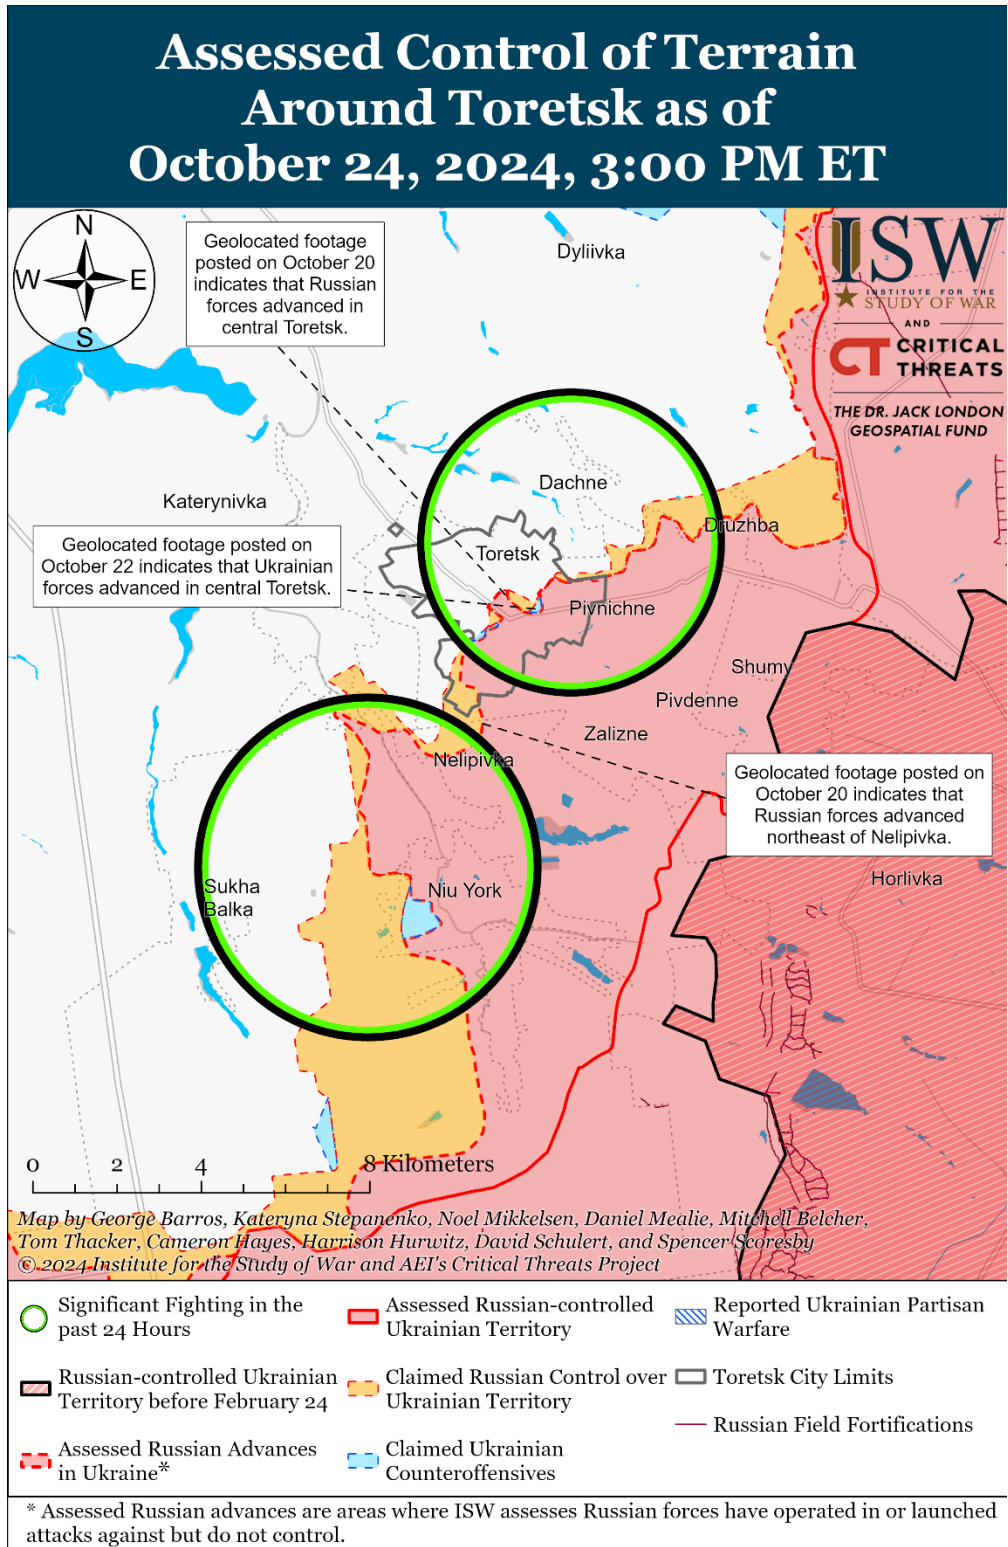 Assessed Control of Terrain
Around Toretsk as of
October 24, 2024, 3:00 PM ET
N
W
E
S
Geolocated footage
posted on October 20
indicates that Russian
forces advanced in
central Toretsk.
Dyliivka
ISW
INSTITUTE FOR THE
STUDY OF WAR
AND
CT CRITICAL
THREATS
THE DR. JACK LONDON
GEOSPATIAL FUND
Katerynivka
Dachne
Druzhba
Geolocated footage posted on
October 22 indicates that Ukrainian
forces advanced in central Toretsk.
Toretsk
Pivnichne
Shumy
Pivdenne
Zalizne
Nelipivka
Geolocated footage posted on
October 20 indicates that
Russian forces advanced
northeast of Nelipivka.
Horlivka
Sukha
Balka
Niu York
0 2 4 8 Kilometers
Map by George Barros, Kateryna Stepanenko, Noel Mikkelsen, Daniel Mealie, Mitchell Belcher,
Tom Thacker, Cameron Hayes, Harrison Hurwitz, David Schulert, and Spencer Scoresby
© 2024 Institute for the Study of War and AEI's Critical Threats Project
Significant Fighting in the
past 24 Hours
Russian-controlled Ukrainian
Territory before February 24
Assessed Russian Advances
in Ukraine*
Assessed Russian-controlled
Ukrainian Territory
Claimed Russian Control over
Ukrainian Territory
Claimed Ukrainian
Counteroffensives
Reported Ukrainian Partisan
Warfare
Toretsk City Limits
Russian Field Fortifications
* Assessed Russian advances are areas where ISW assesses Russian forces have operated in or launched
attacks against but do not control.